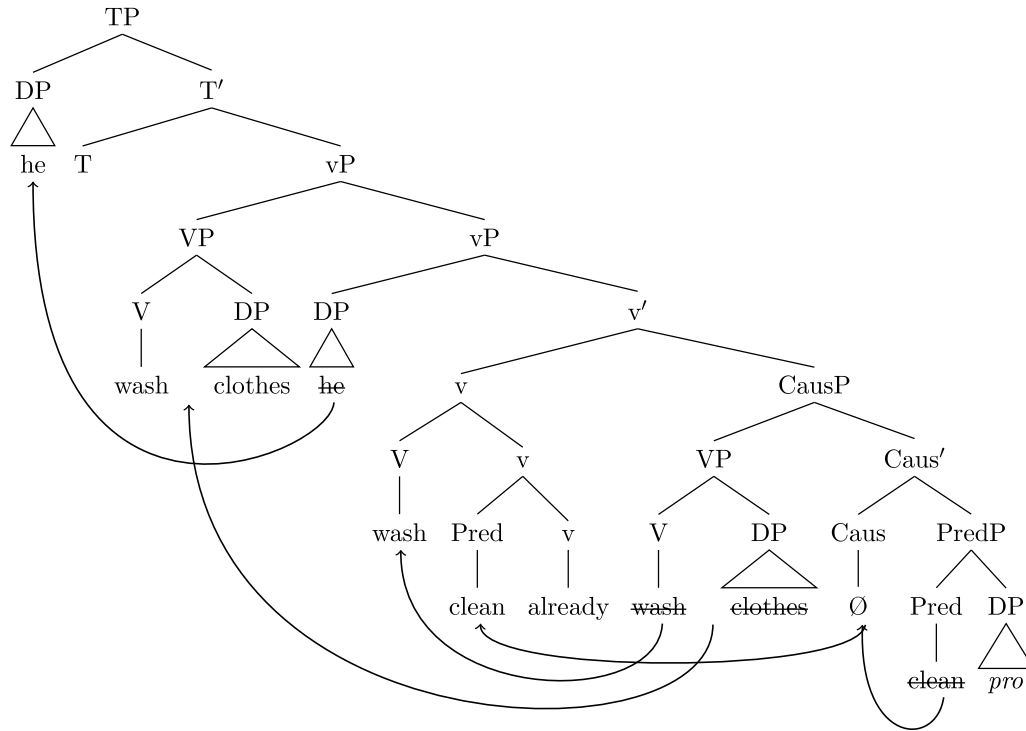 TP
DP T′
he T vP
VP vP
V DP DP v′
wash clothes he v CausP
V v VP Caus′
wash Pred v V DP Caus PredP
clean already wash clothes Ø Pred DP
clean pro